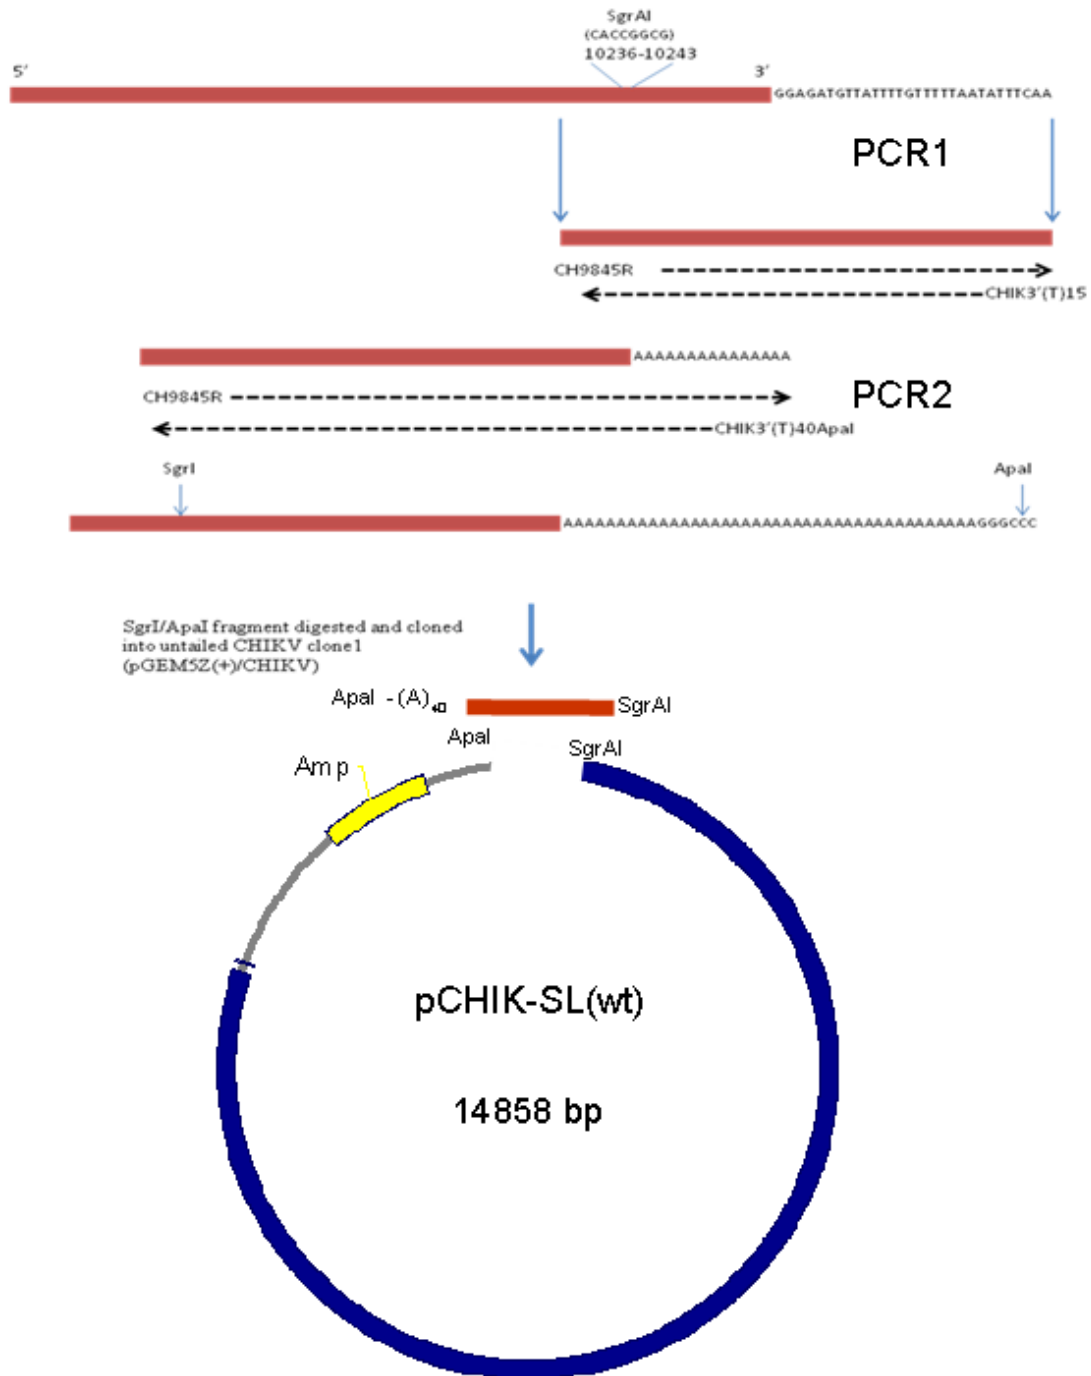 SgrAI
(CACCGGCG)
10236-10243
5′ 3′
GGAGATGTTATTTTGTTTTTAATATTTCAA
PCR1
CH9845R
CHIK3′(T)15
AAAAAAAAAAAAAAA
PCR2
CH9845R
CHIK3′(T)40ApaI
SgrI ApaI
AAAAAAAAAAAAAAAAAAAAAAAAAAAAAAAAAAAAAAAAGGGCCC
SgrI/ApaI fragment digested and cloned
into untailed CHIKV clone1
(pGEM5Z(+)/CHIKV)
ApaI -(A)40 SgrAI
ApaI SgrAI
Amp
pCHIK-SL(wt)
14858 bp